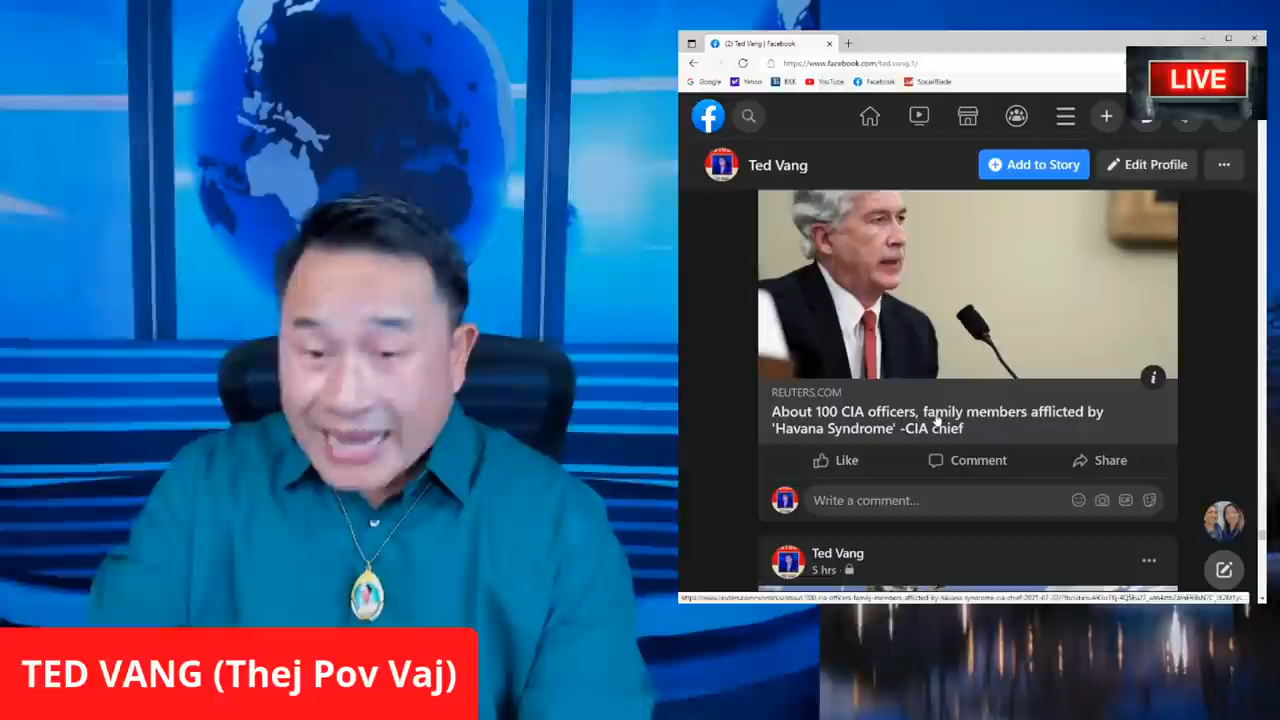 (2) Ted Vang | Facebook
https://www.facebook.com/ted.vang.1/
Google Yahoo BKK YouTube Facebook SocialBlade
LIVE
Ted Vang
Add to Story
Edit Profile
REUTERS.COM
About 100 CIA officers, family members afflicted by
'Havana Syndrome' -CIA chief
Like
Comment
Share
Write a comment...
Ted Vang
5 hrs
TED VANG (Thej Pov Vaj)